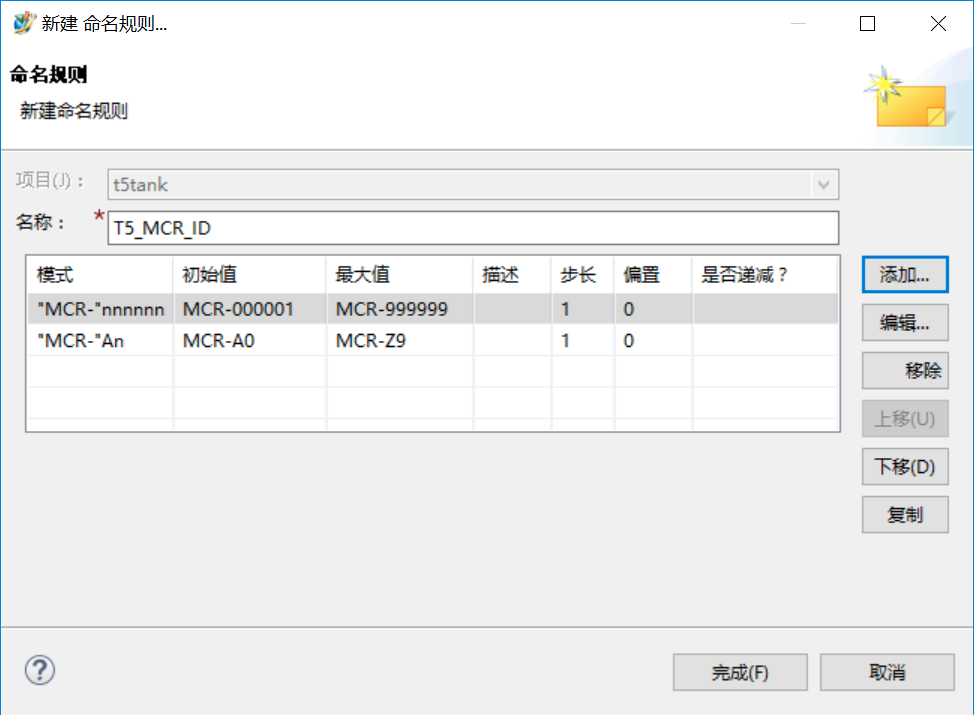 新建 命名规则...
命名规则
新建命名规则
项目(J)： t5tank
名称： * T5_MCR_ID
模式 初始值 最大值 描述 步长 偏置 是否递减？ 添加...
"MCR-"nnnnnn MCR-000001 MCR-999999 1 0 编辑...
"MCR-"An MCR-A0 MCR-Z9 1 0
移除
上移(U)
下移(D)
复制
? 完成(F) 取消